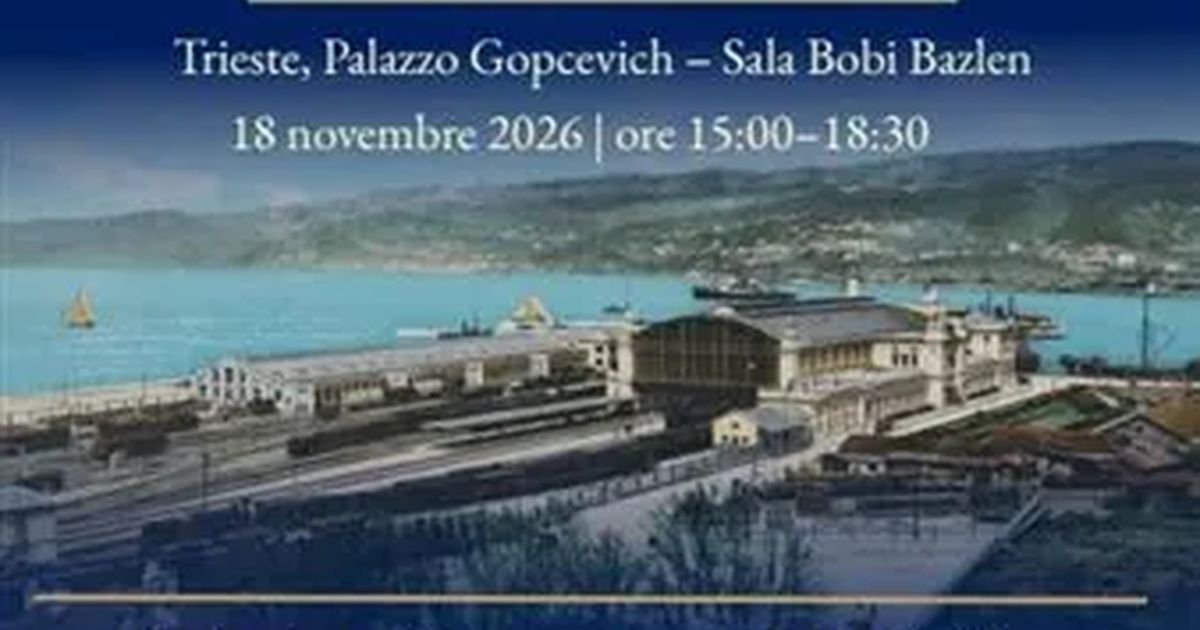 Trieste, Palazzo Gopcevich – Sala Bobi Bazlen
18 novembre 2026 | ore 15:00–18:30